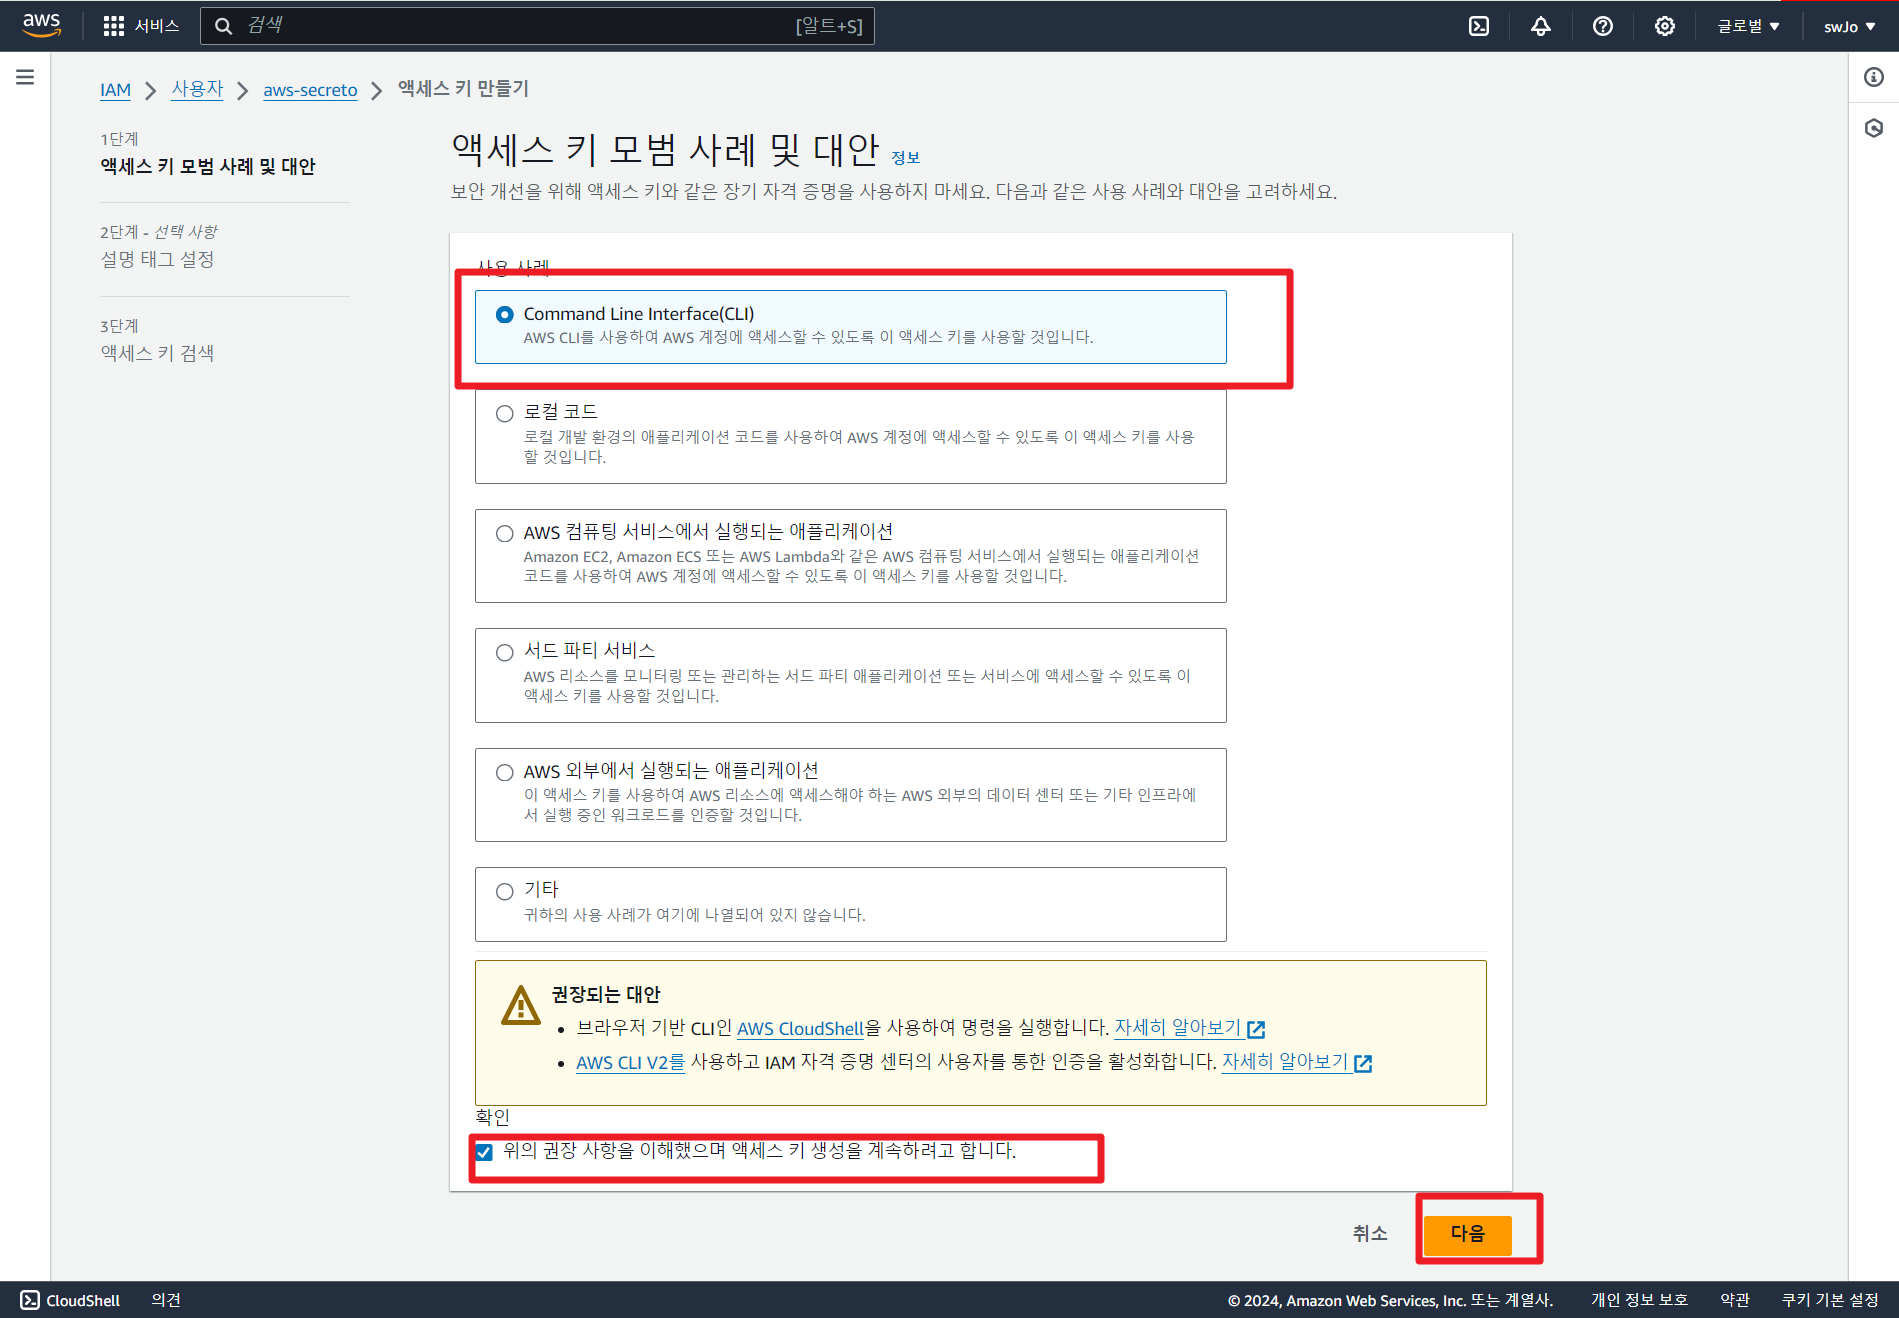 aws
서비스
검색
[알트+S]
글로벌
swJo
IAM
사용자
aws-secreto
액세스 키 만들기
1단계
액세스 키 모범 사례 및 대안
2단계 - 선택 사항
설명 태그 설정
3단계
액세스 키 검색
액세스 키 모범 사례 및 대안 정보
보안 개선을 위해 액세스 키와 같은 장기 자격 증명을 사용하지 마세요. 다음과 같은 사용 사례와 대안을 고려하세요.
사용 사례
Command Line Interface(CLI)
AWS CLI를 사용하여 AWS 계정에 액세스할 수 있도록 이 액세스 키를 사용할 것입니다.
로컬 코드
로컬 개발 환경의 애플리케이션 코드를 사용하여 AWS 계정에 액세스할 수 있도록 이 액세스 키를 사용
할 것입니다.
AWS 컴퓨팅 서비스에서 실행되는 애플리케이션
Amazon EC2, Amazon ECS 또는 AWS Lambda와 같은 AWS 컴퓨팅 서비스에서 실행되는 애플리케이션
코드를 사용하여 AWS 계정에 액세스할 수 있도록 이 액세스 키를 사용할 것입니다.
서드 파티 서비스
AWS 리소스를 모니터링 또는 관리하는 서드 파티 애플리케이션 또는 서비스에 액세스할 수 있도록 이
액세스 키를 사용할 것입니다.
AWS 외부에서 실행되는 애플리케이션
이 액세스 키를 사용하여 AWS 리소스에 액세스해야 하는 AWS 외부의 데이터 센터 또는 기타 인프라에
서 실행 중인 워크로드를 인증할 것입니다.
기타
귀하의 사용 사례가 여기에 나열되어 있지 않습니다.
권장되는 대안
• 브라우저 기반 CLI인 AWS CloudShell을 사용하여 명령을 실행합니다. 자세히 알아보기
• AWS CLI V2를 사용하고 IAM 자격 증명 센터의 사용자를 통한 인증을 활성화합니다. 자세히 알아보기
확인
위의 권장 사항을 이해했으며 액세스 키 생성을 계속하려고 합니다.
취소
다음
CloudShell
의견
© 2024, Amazon Web Services, Inc. 또는 계열사.
개인 정보 보호
약관
쿠키 기본 설정